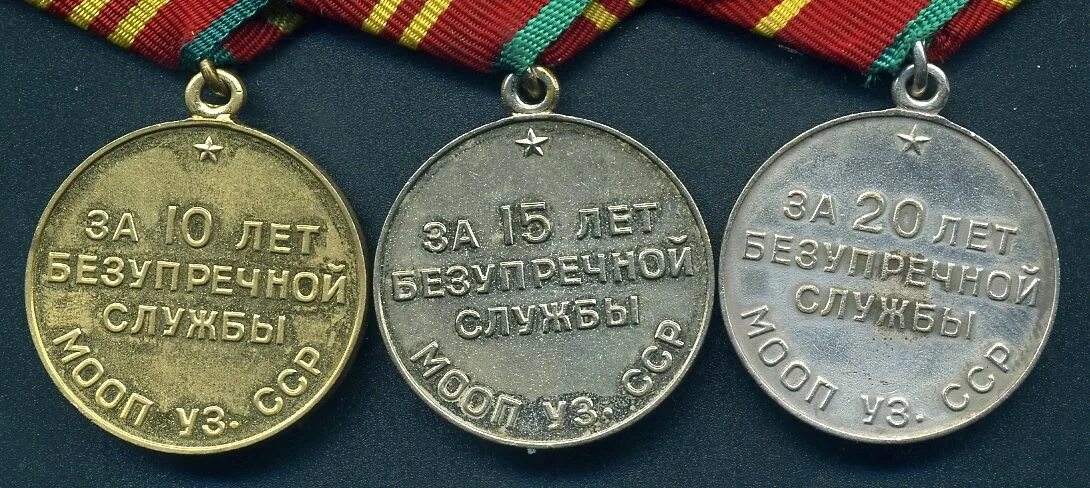 ЗА 10 ЛЕТ
БЕЗУПРЕЧНОЙ
СЛУЖБЫ
МООП УЗ. ССР
ЗА 15 ЛЕТ
БЕЗУПРЕЧНОЙ
СЛУЖБЫ
МООП УЗ. ССР
ЗА 20 ЛЕТ
БЕЗУПРЕЧНОЙ
СЛУЖБЫ
МООП УЗ. ССР